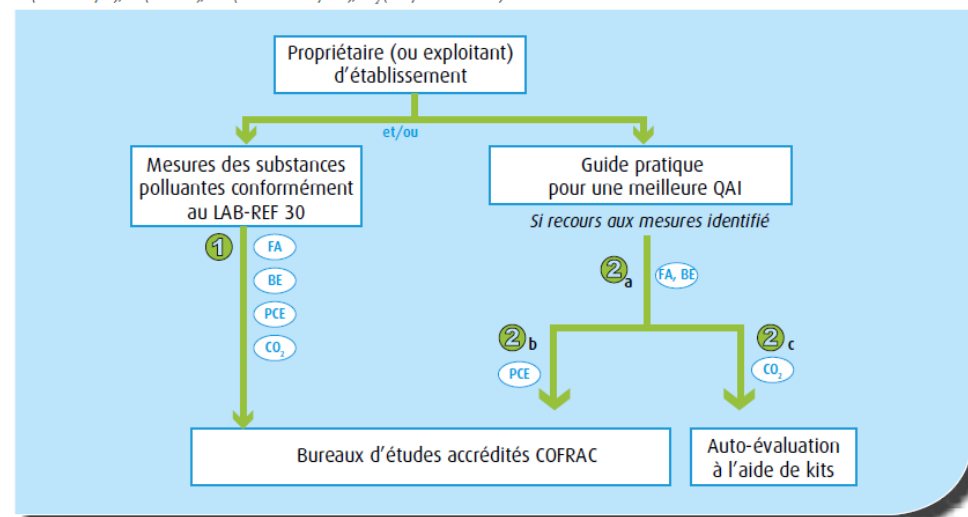 Propriétaire (ou exploitant)
d'établissement
et/ou
Mesures des substances
polluantes conformément
au LAB-REF 30
Guide pratique
pour une meilleure QAI
Si recours aux mesures identifié
1
FA
BE
PCE
CO₂
2a
FA, BE
2b
PCE
2c
CO₂
Bureaux d'études accrédités COFRAC
Auto-évaluation
à l'aide de kits